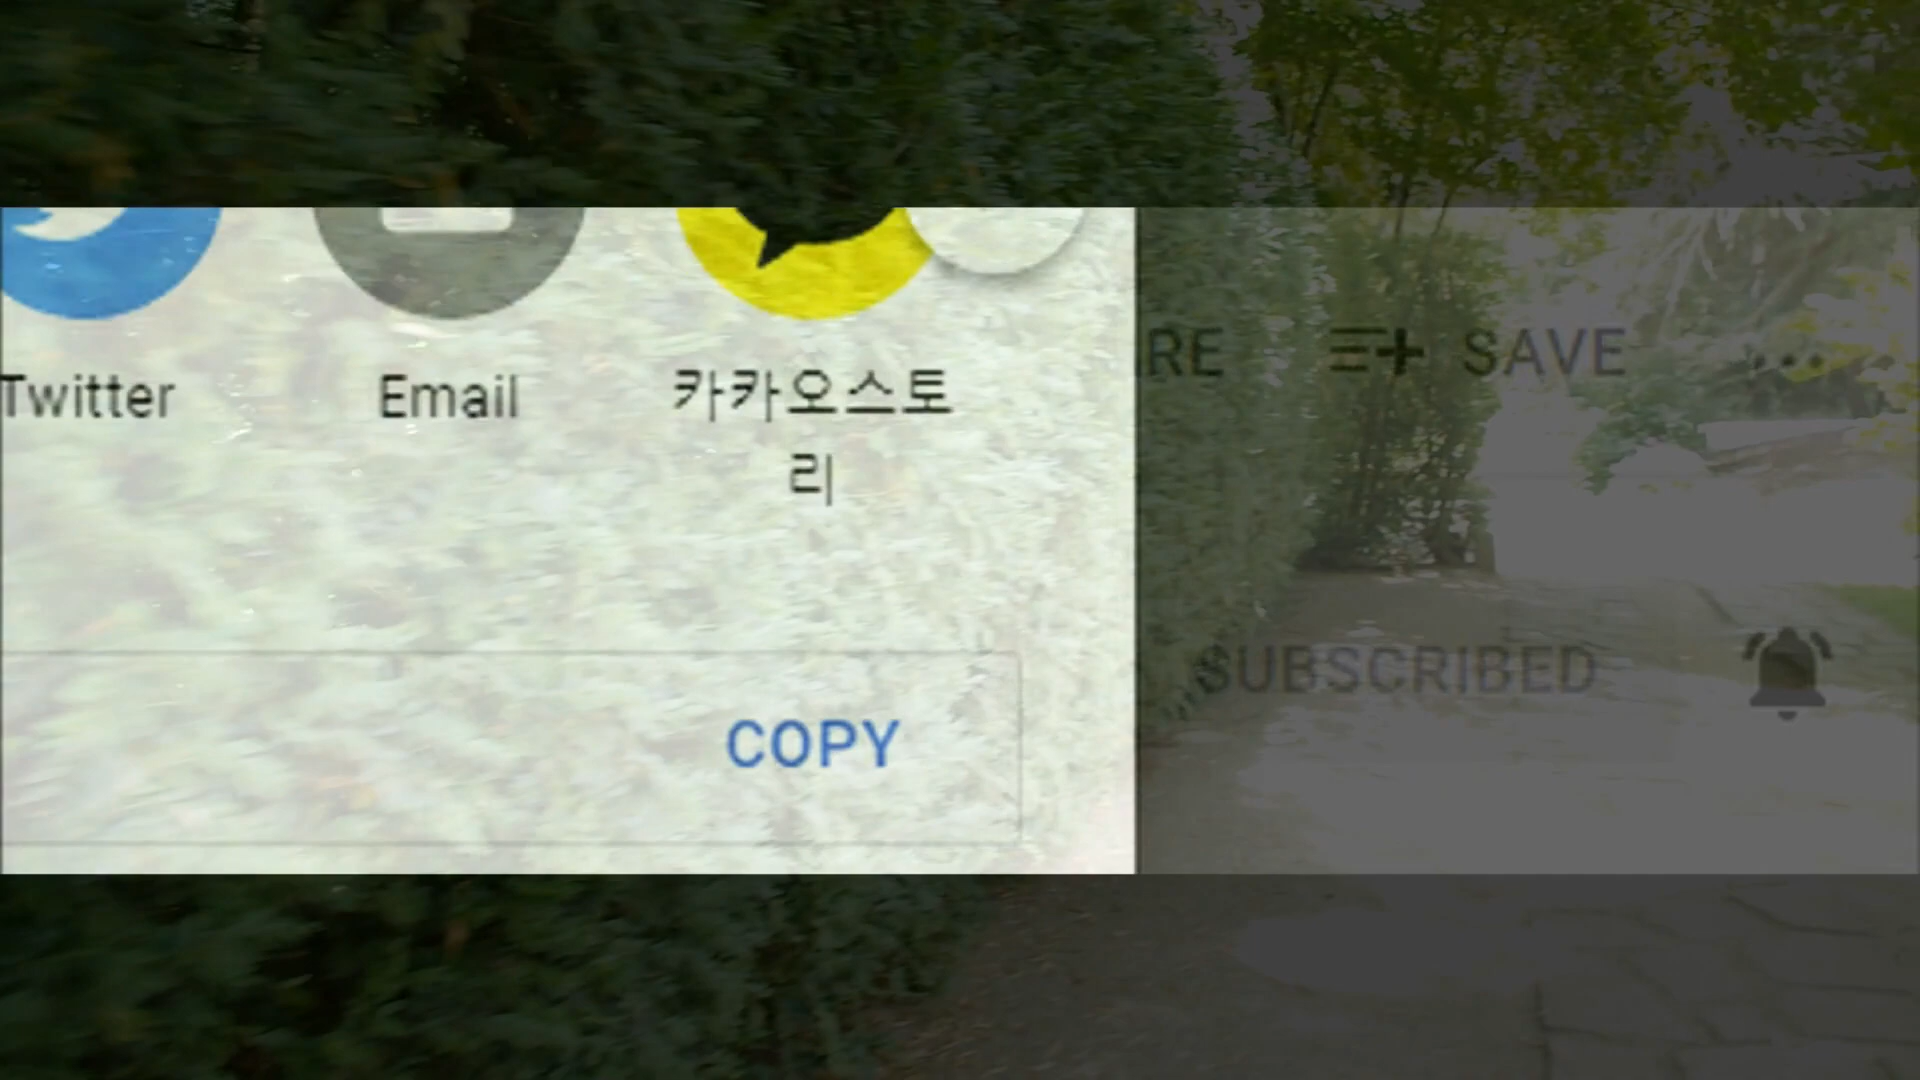 Twitter
Email
카카오스토
리
RE
SAVE
SUBSCRIBED
COPY